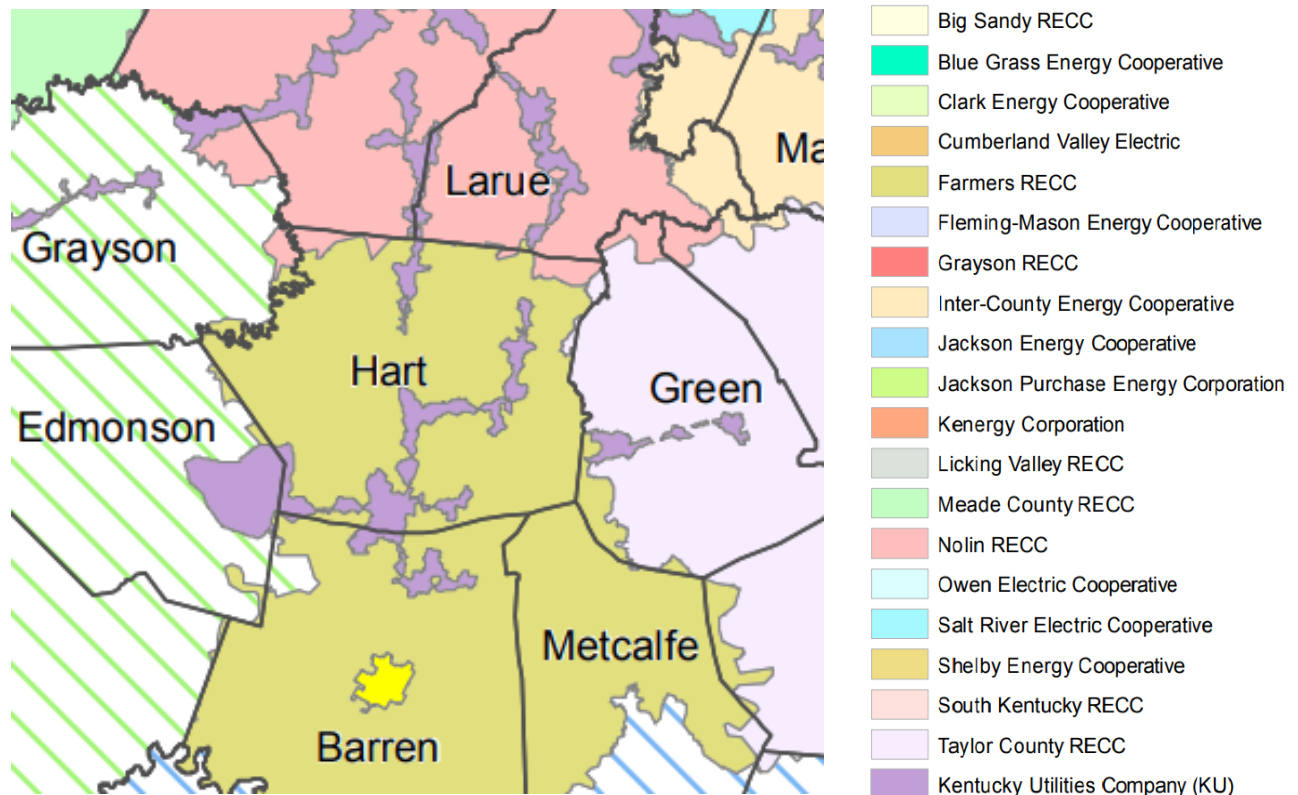 Larue
Ma
Grayson
Hart
Green
Edmonson
Metcalfe
Barren
Big Sandy RECC
Blue Grass Energy Cooperative
Clark Energy Cooperative
Cumberland Valley Electric
Farmers RECC
Fleming-Mason Energy Cooperative
Grayson RECC
Inter-County Energy Cooperative
Jackson Energy Cooperative
Jackson Purchase Energy Corporation
Kenergy Corporation
Licking Valley RECC
Meade County RECC
Nolin RECC
Owen Electric Cooperative
Salt River Electric Cooperative
Shelby Energy Cooperative
South Kentucky RECC
Taylor County RECC
Kentucky Utilities Company (KU)